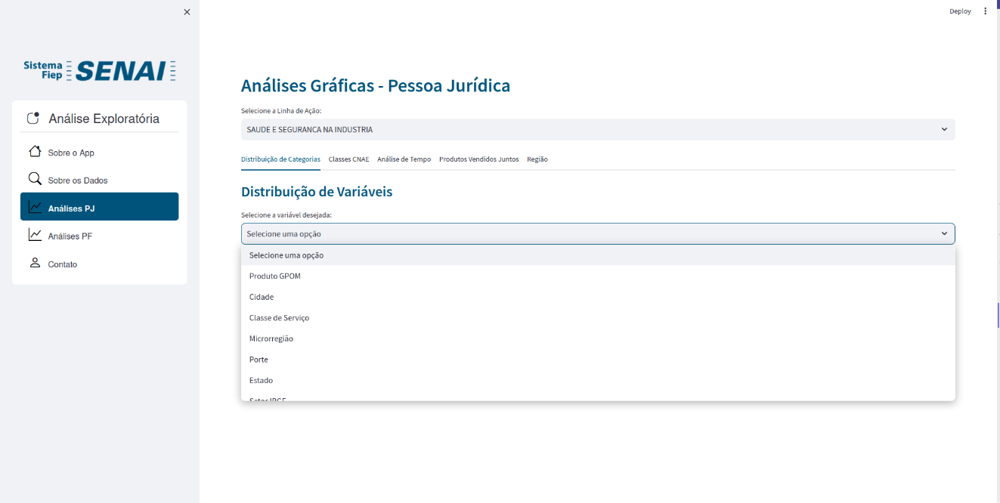 Deploy
Sistema
Fiep
SENAI
Análise Exploratória
Sobre o App
Sobre os Dados
Análises PJ
Análises PF
Contato
Análises Gráficas - Pessoa Jurídica
Selecione a Linha de Ação:
SAUDE E SEGURANCA NA INDUSTRIA
Distribuição de Categorias Classes CNAE Análise de Tempo Produtos Vendidos Juntos Região
Distribuição de Variáveis
Selecione a variável desejada:
Selecione uma opção
Selecione uma opção
Produto GPOM
Cidade
Classe de Serviço
Microrregião
Porte
Estado
Setor IBGE